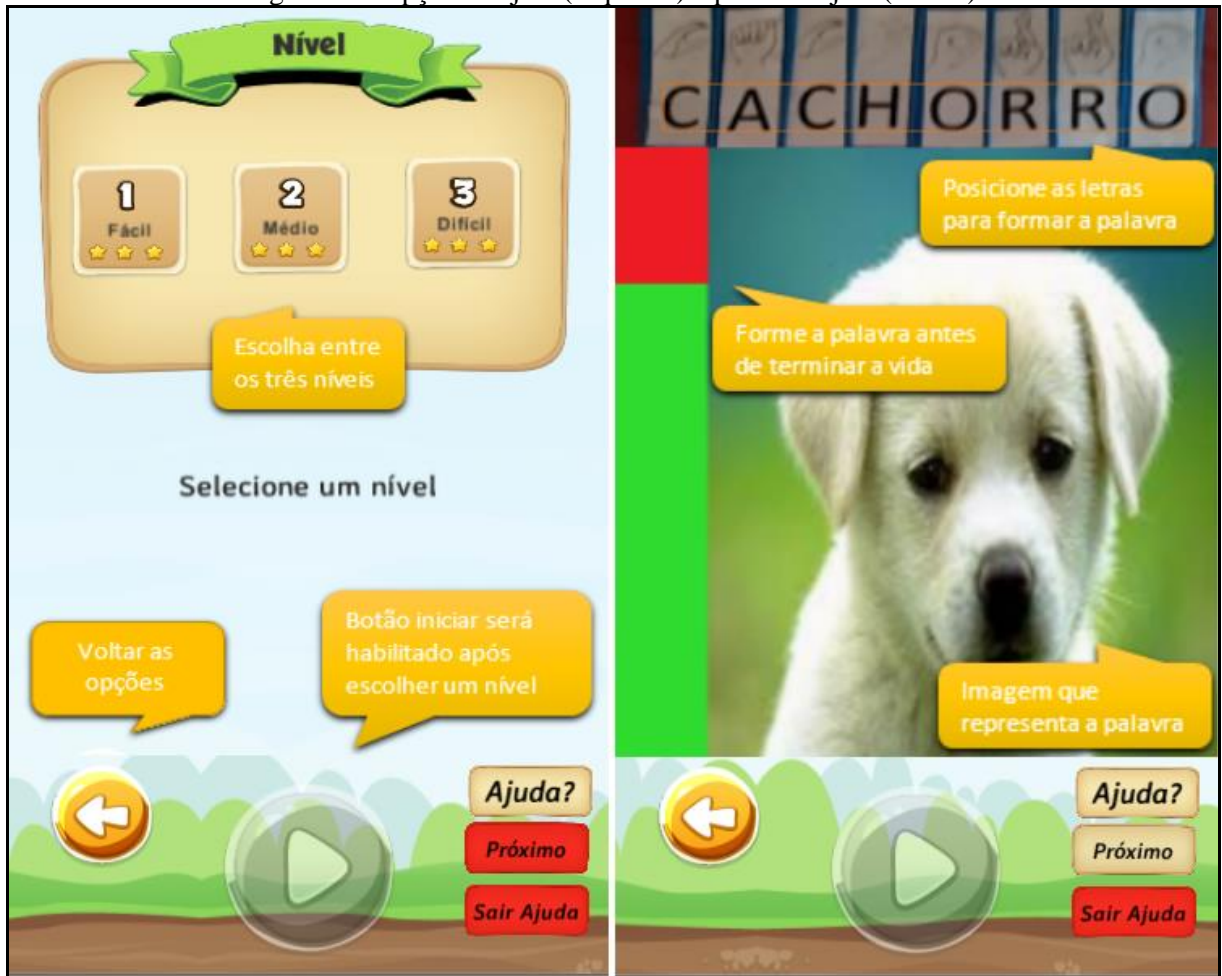 Nível
1
2
3
Fácil
Médio
Difícil
Escolha entre
os três níveis
Selecione um nível
Voltar as
opções
Botão iniciar será
habilitado após
escolher um nível
Ajuda?
Próximo
Sair Ajuda
CACHORRO
Posicione as letras
para formar a palavra
Forme a palavra antes
de terminar a vida
Imagem que
representa a palavra
Ajuda?
Próximo
Sair Ajuda